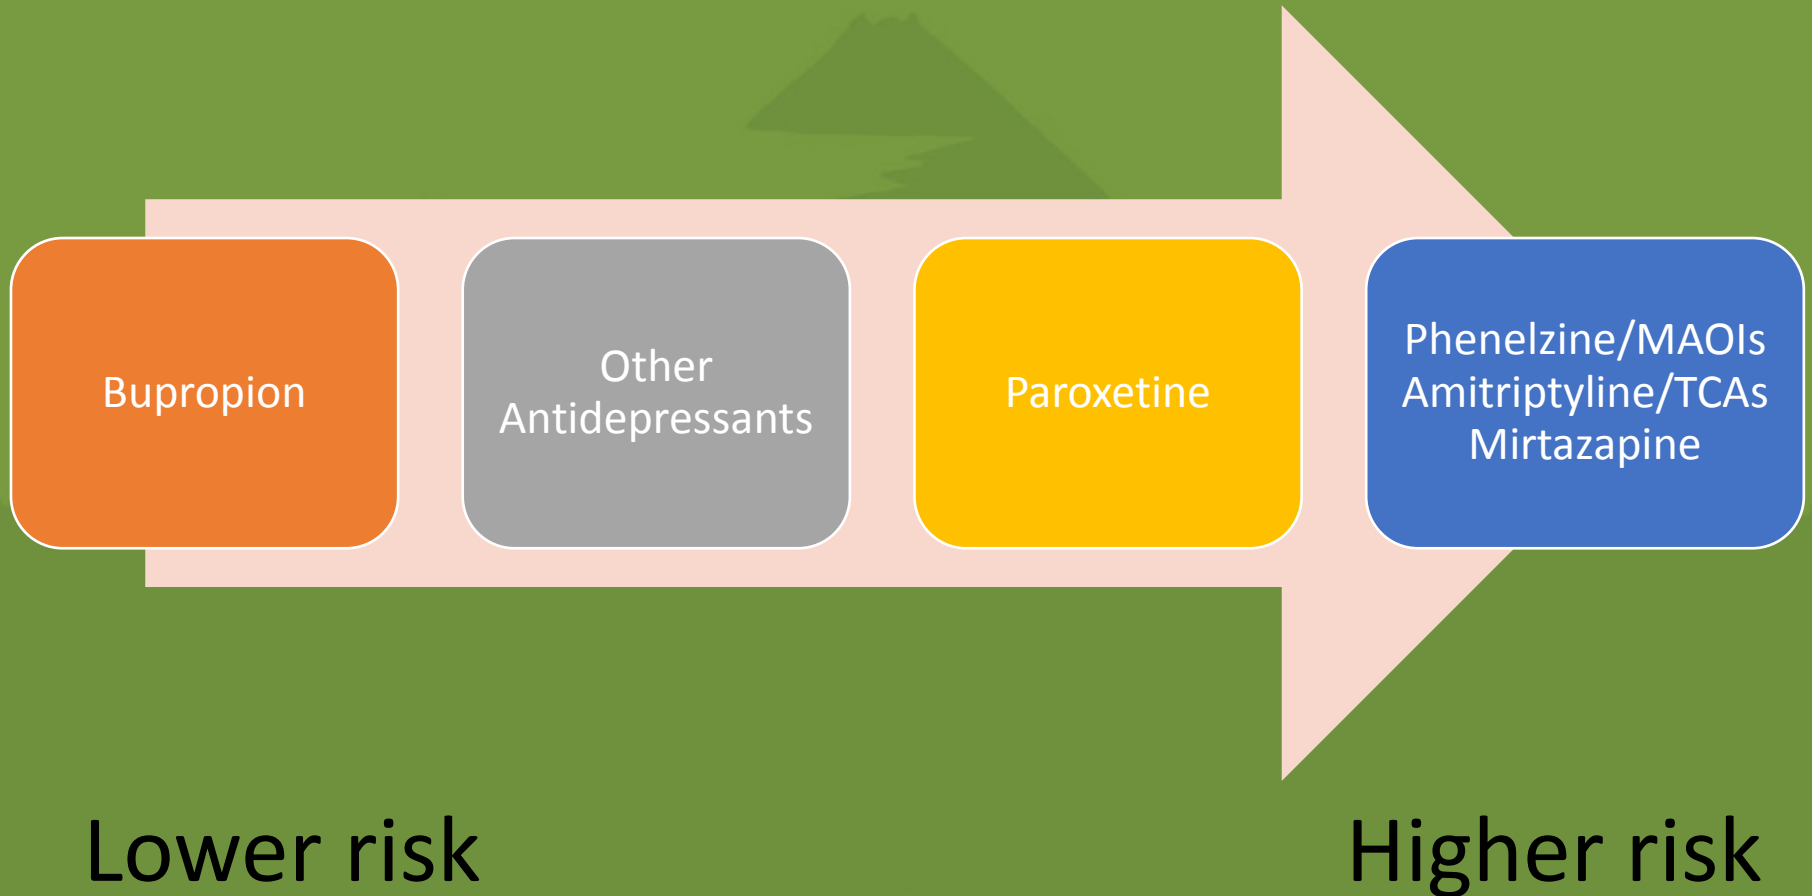 Bupropion
Other
Antidepressants
Paroxetine
Phenelzine/MAOIs
Amitriptyline/TCAs
Mirtazapine
Lower risk
Higher risk